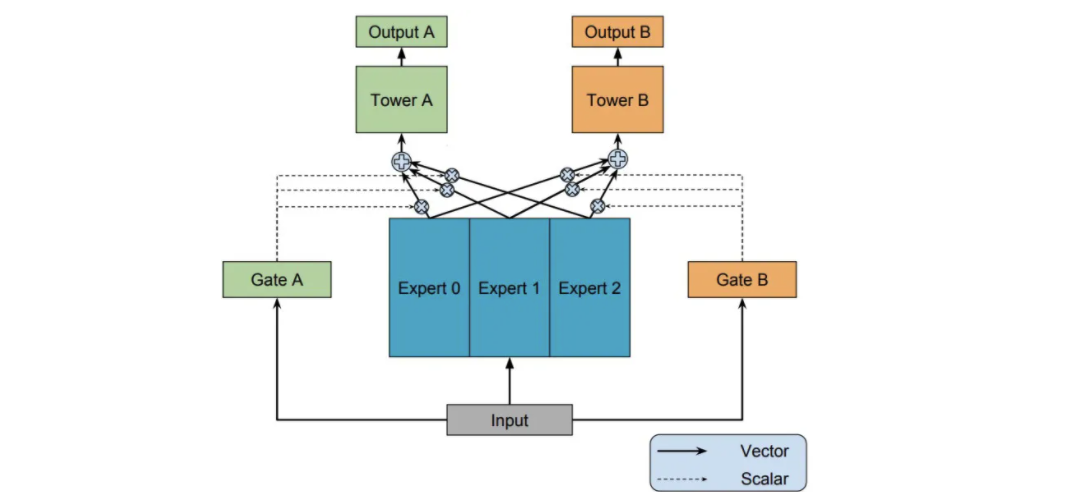 Output A
Output B
Tower A
Tower B
Gate A
Expert 0
Expert 1
Expert 2
Gate B
Input
Vector
Scalar